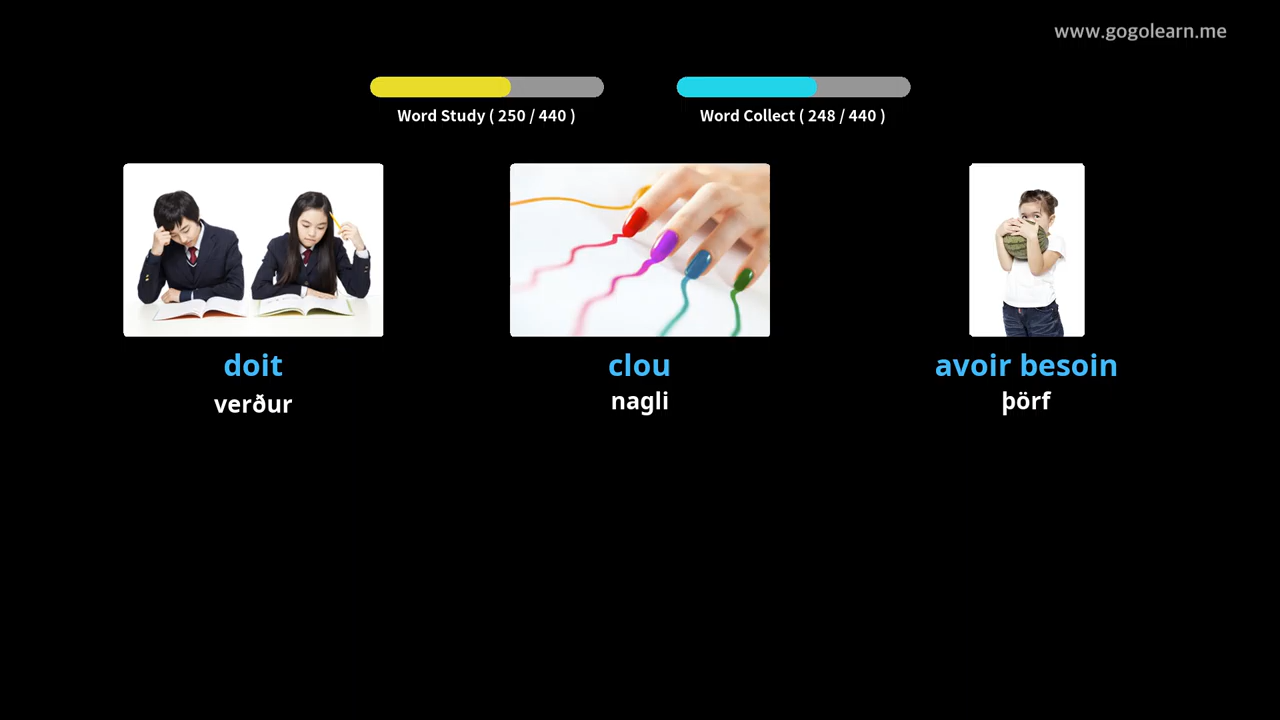 www.gogolearn.me
Word Study ( 250 / 440 )
Word Collect ( 248 / 440 )
doit
verður
clou
nagli
avoir besoin
þörf